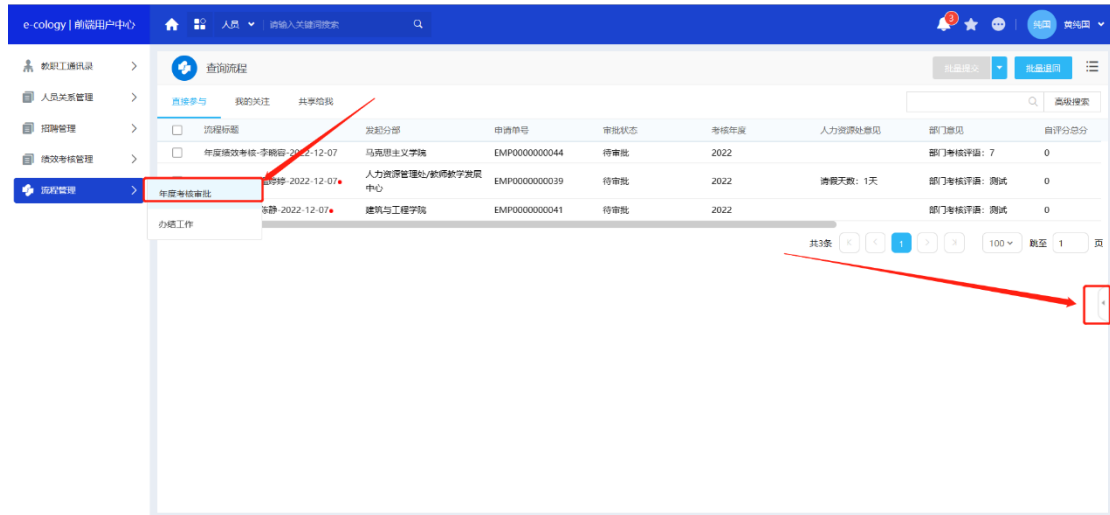 e-cology | 前端用户中心
人员
请输入关键词搜索
3
纯国
黄纯国
教职工通讯录
人员关系管理
招聘管理
绩效考核管理
流程管理
年度考核审批
办结工作
查询流程
批量提交
批量退回
直接参与 我的关注 共享给我
高级搜索
流程标题 发起分部 申请单号 审批状态 考核年度 人力资源处意见 部门意见 自评分总分
年度绩效考核-李晓容-2022-12-07 马克思主义学院 EMP0000000044 待审批 2022 部门考核评语：7 0
婷-2022-12-07 人力资源管理处/教师教学发展中心 EMP0000000039 待审批 2022 请假天数：1天 部门考核评语：测试 0
静-2022-12-07 建筑与工程学院 EMP0000000041 待审批 2022 部门考核评语：测试 0
共3条 1 100 跳至 1 页